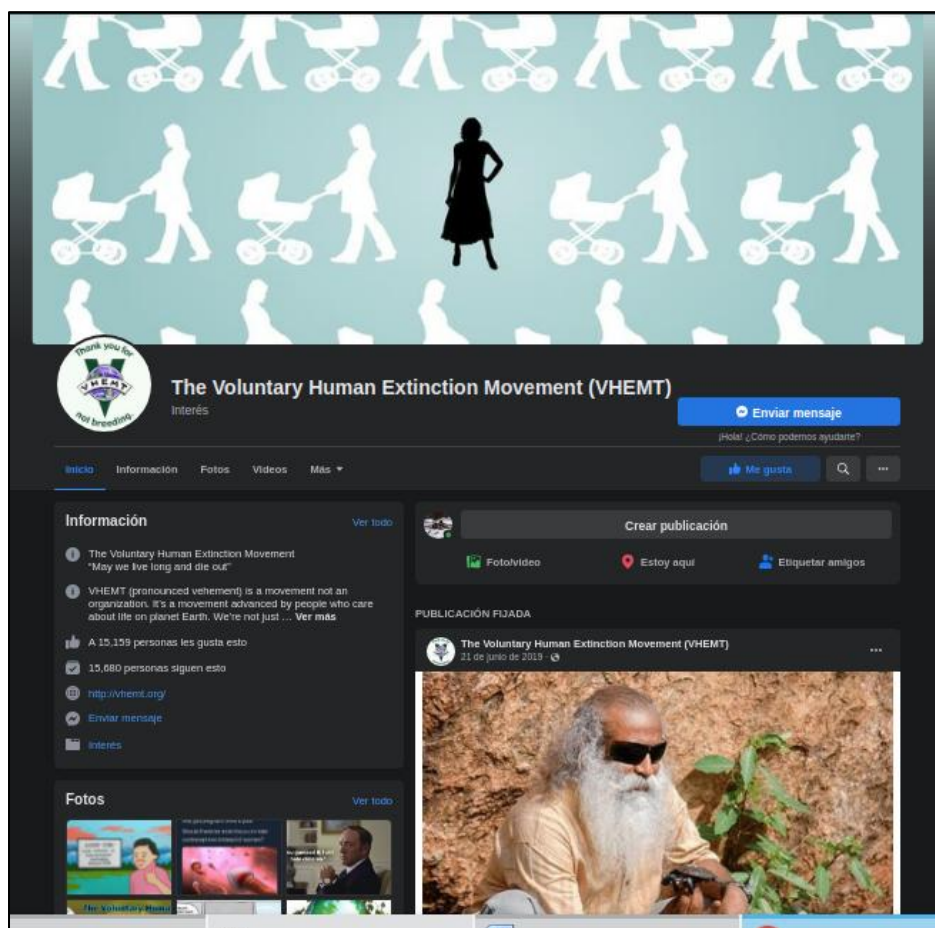 Thank you for
VHEMT
not breeding.
The Voluntary Human Extinction Movement (VHEMT)
Interés
Enviar mensaje
¡Hola! ¿Cómo podemos ayudarte?
Inicio
Información
Fotos
Videos
Más
Me gusta
Información
Ver todo
The Voluntary Human Extinction Movement
"May we live long and die out"
VHEMT (pronounced vehement) is a movement not an
organization. It's a movement advanced by people who care
about life on planet Earth. We're not just ... Ver más
A 15,159 personas les gusta esto
15,680 personas siguen esto
http://vhemt.org/
Enviar mensaje
Interés
Fotos
Ver todo
The Voluntary Huma
Crear publicación
Foto/video
Estoy aquí
Etiquetar amigos
PUBLICACIÓN FIJADA
The Voluntary Human Extinction Movement (VHEMT)
21 de junio de 2019 ·